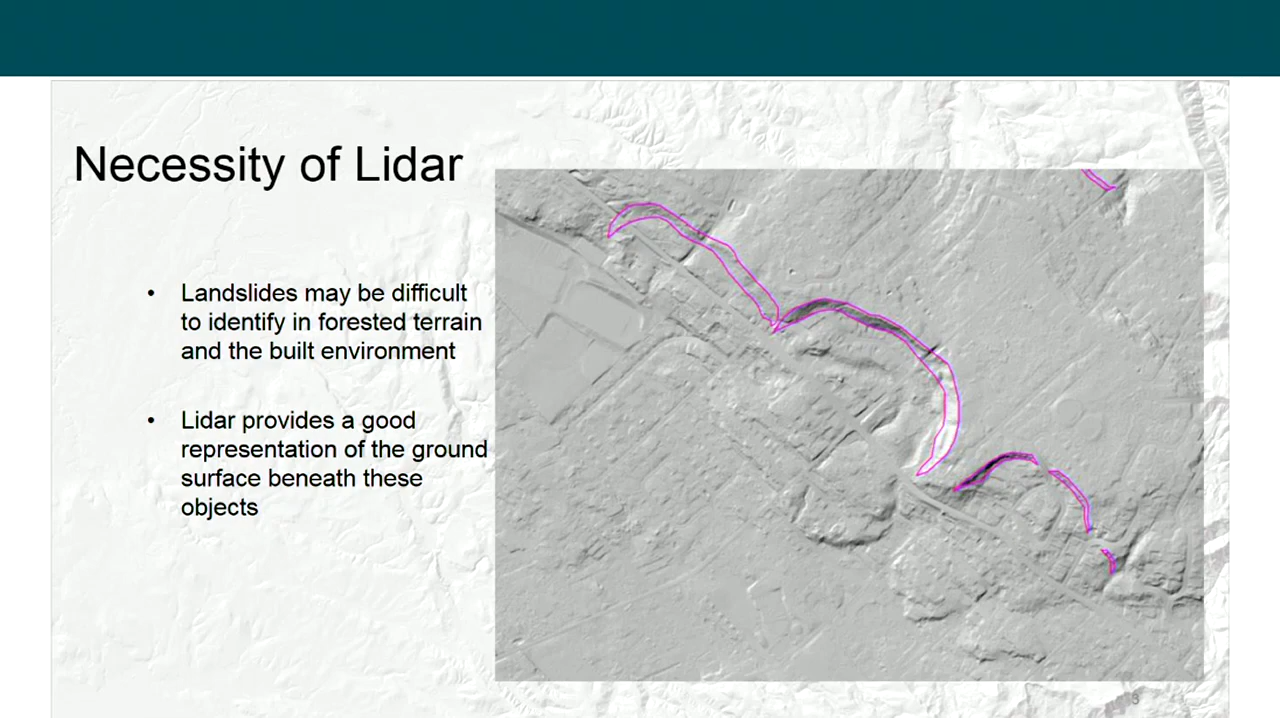 Necessity of Lidar
• Landslides may be difficult
to identify in forested terrain
and the built environment
• Lidar provides a good
representation of the ground
surface beneath these
objects
3